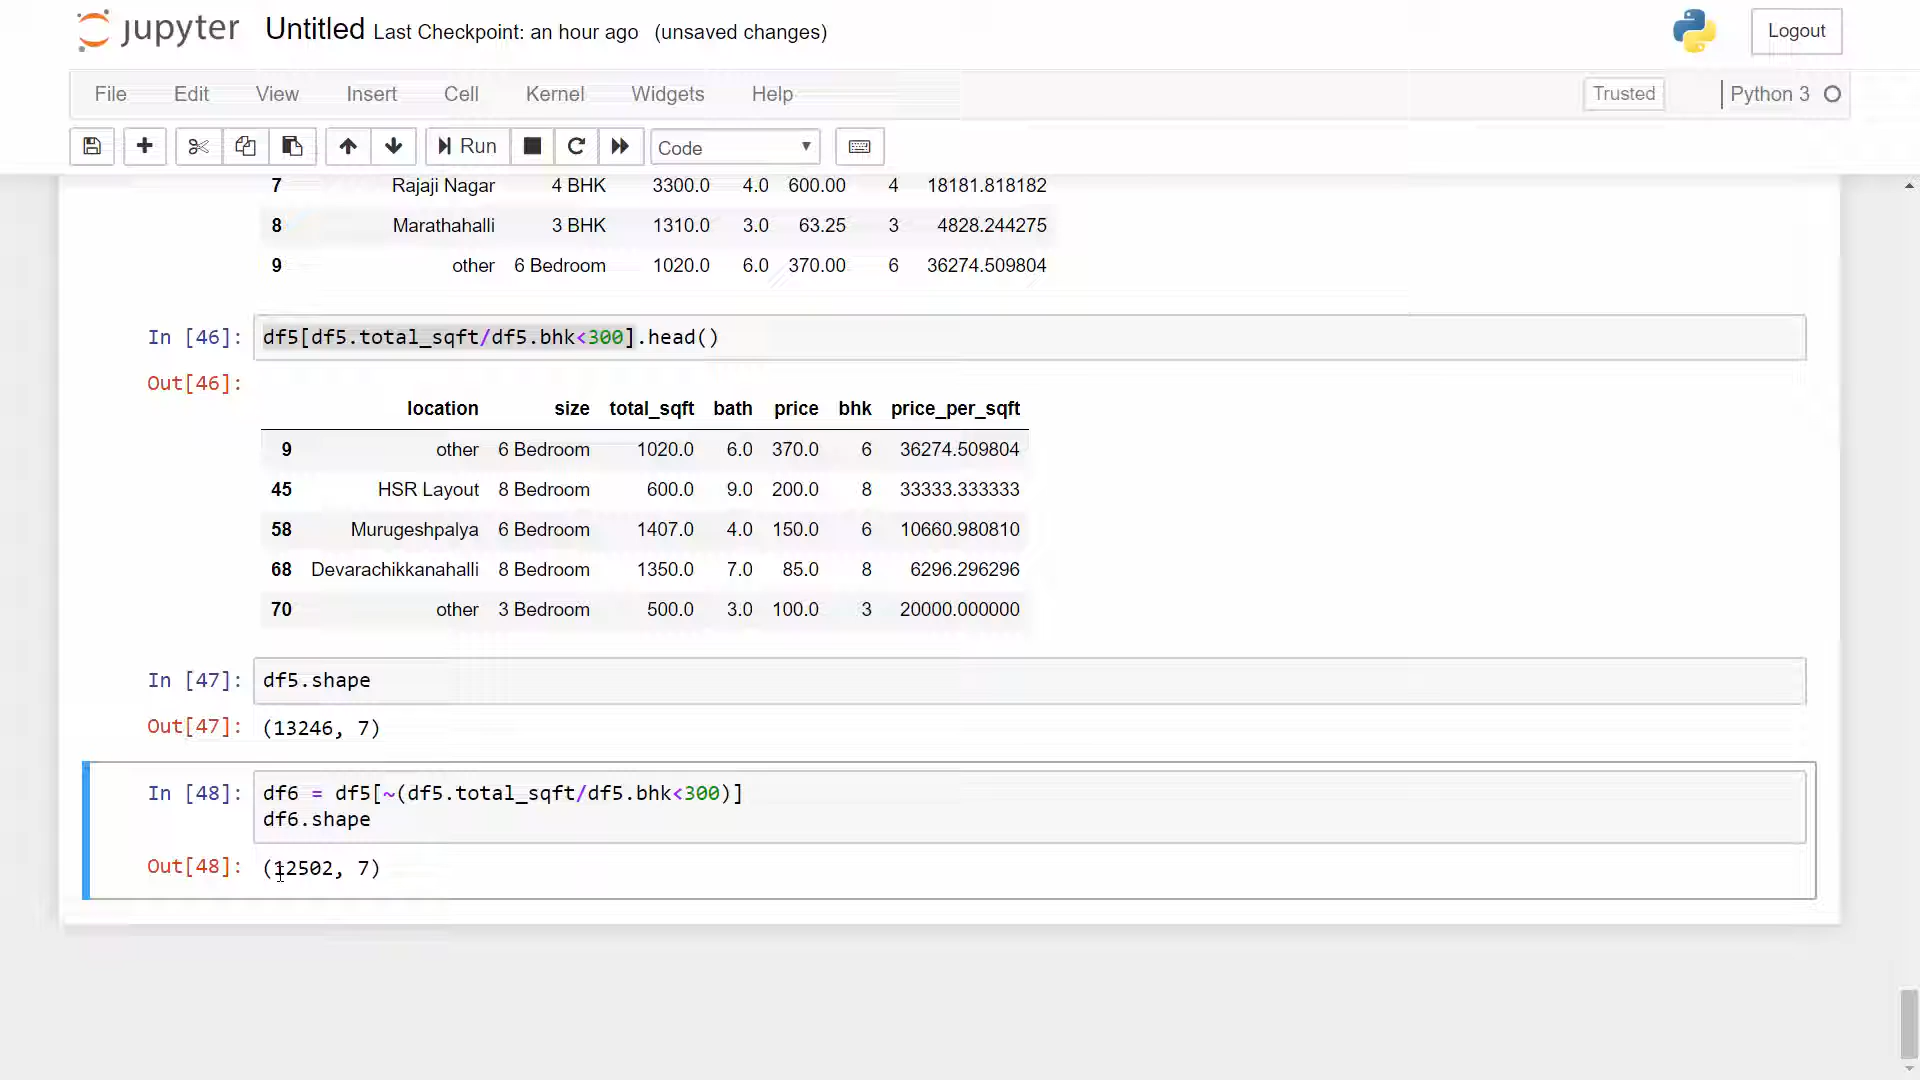 jupyter Untitled Last Checkpoint: an hour ago (unsaved changes) Logout
File Edit View Insert Cell Kernel Widgets Help Trusted Python 3
Run Code
7 Rajaji Nagar 4 BHK 3300.0 4.0 600.00 4 18181.818182
8 Marathahalli 3 BHK 1310.0 3.0 63.25 3 4828.244275
9 other 6 Bedroom 1020.0 6.0 370.00 6 36274.509804
In [46]: df5[df5.total_sqft/df5.bhk<300].head()
Out[46]:
location size total_sqft bath price bhk price_per_sqft
9 other 6 Bedroom 1020.0 6.0 370.0 6 36274.509804
45 HSR Layout 8 Bedroom 600.0 9.0 200.0 8 33333.333333
58 Murugeshpalya 6 Bedroom 1407.0 4.0 150.0 6 10660.980810
68 Devarachikkanahalli 8 Bedroom 1350.0 7.0 85.0 8 6296.296296
70 other 3 Bedroom 500.0 3.0 100.0 3 20000.000000
In [47]: df5.shape
Out[47]: (13246, 7)
In [48]: df6 = df5[~(df5.total_sqft/df5.bhk<300)]
df6.shape
Out[48]: (12502, 7)